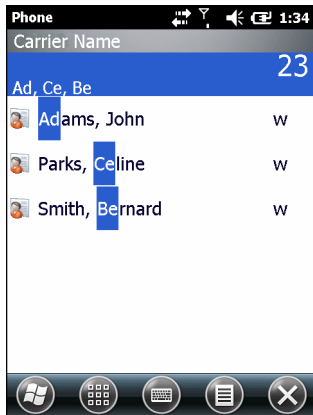 Phone 1:34
Carrier Name
23
Ad, Ce, Be
Adams, John w
Parks, Celine w
Smith, Bernard w